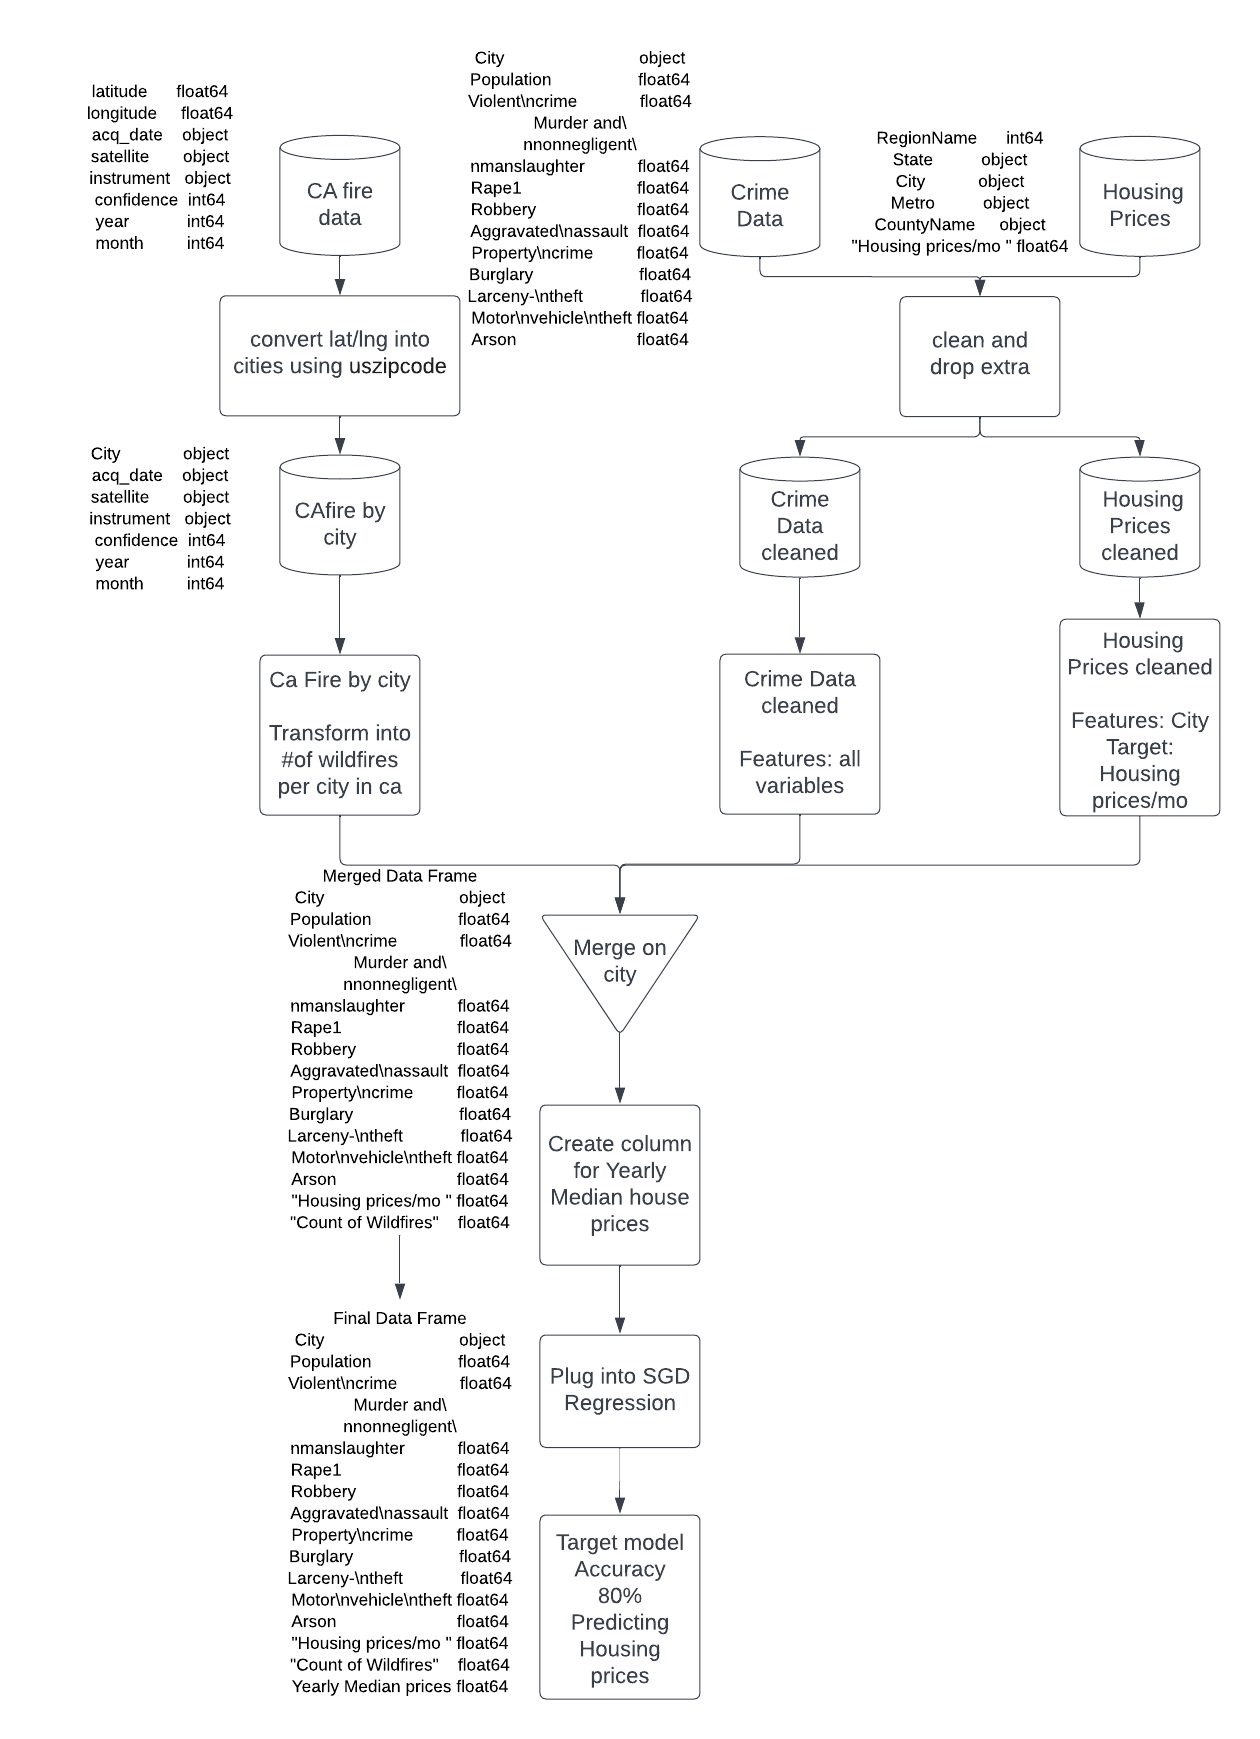 latitude float64
longitude float64
acq_date object
satellite object
instrument object
confidence int64
year int64
month int64
CA fire
data
City object
Population float64
Violent\ncrime float64
Murder and\
nnonnegligent\
nmanslaughter float64
Rape1 float64
Robbery float64
Aggravated\nassault float64
Property\ncrime float64
Burglary float64
Larceny-\ntheft float64
Motor\nvehicle\ntheft float64
Arson float64
Crime
Data
RegionName int64
State object
City object
Metro object
CountyName object
"Housing prices/mo " float64
Housing
Prices
convert lat/lng into
cities using uszipcode
clean and
drop extra
City object
acq_date object
satellite object
instrument object
confidence int64
year int64
month int64
CAfire by
city
Crime
Data
cleaned
Housing
Prices
cleaned
Ca Fire by city
Transform into
#of wildfires
per city in ca
Crime Data
cleaned
Features: all
variables
Housing
Prices cleaned
Features: City
Target:
Housing
prices/mo
Merged Data Frame
City object
Population float64
Violent\ncrime float64
Murder and\
nnonnegligent\
nmanslaughter float64
Rape1 float64
Robbery float64
Aggravated\nassault float64
Property\ncrime float64
Burglary float64
Larceny-\ntheft float64
Motor\nvehicle\ntheft float64
Arson float64
"Housing prices/mo " float64
"Count of Wildfires" float64
Merge on
city
Create column
for Yearly
Median house
prices
Final Data Frame
City object
Population float64
Violent\ncrime float64
Murder and\
nnonnegligent\
nmanslaughter float64
Rape1 float64
Robbery float64
Aggravated\nassault float64
Property\ncrime float64
Burglary float64
Larceny-\ntheft float64
Motor\nvehicle\ntheft float64
Arson float64
"Housing prices/mo " float64
"Count of Wildfires" float64
Yearly Median prices float64
Plug into SGD
Regression
Target model
Accuracy
80%
Predicting
Housing
prices